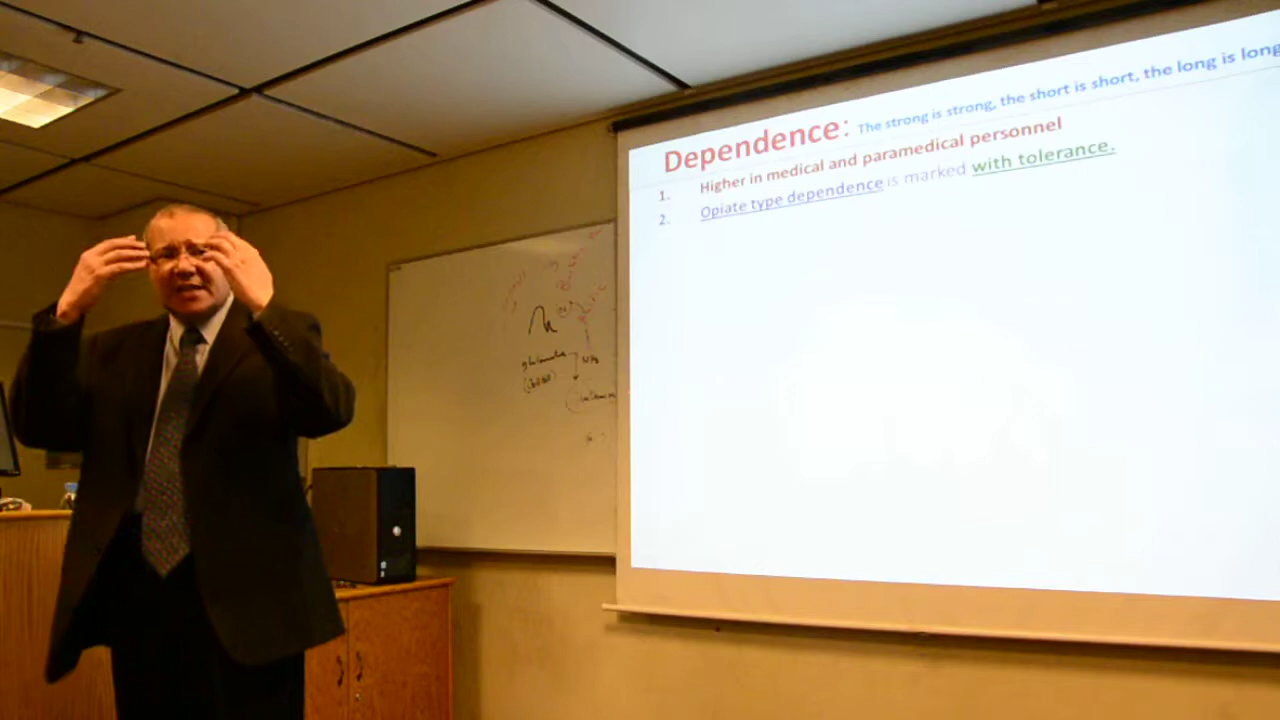 Dependence: The strong is strong, the short is short, the long is long
1. Higher in medical and paramedical personnel
2. Opiate type dependence is marked with tolerance.
glutamate